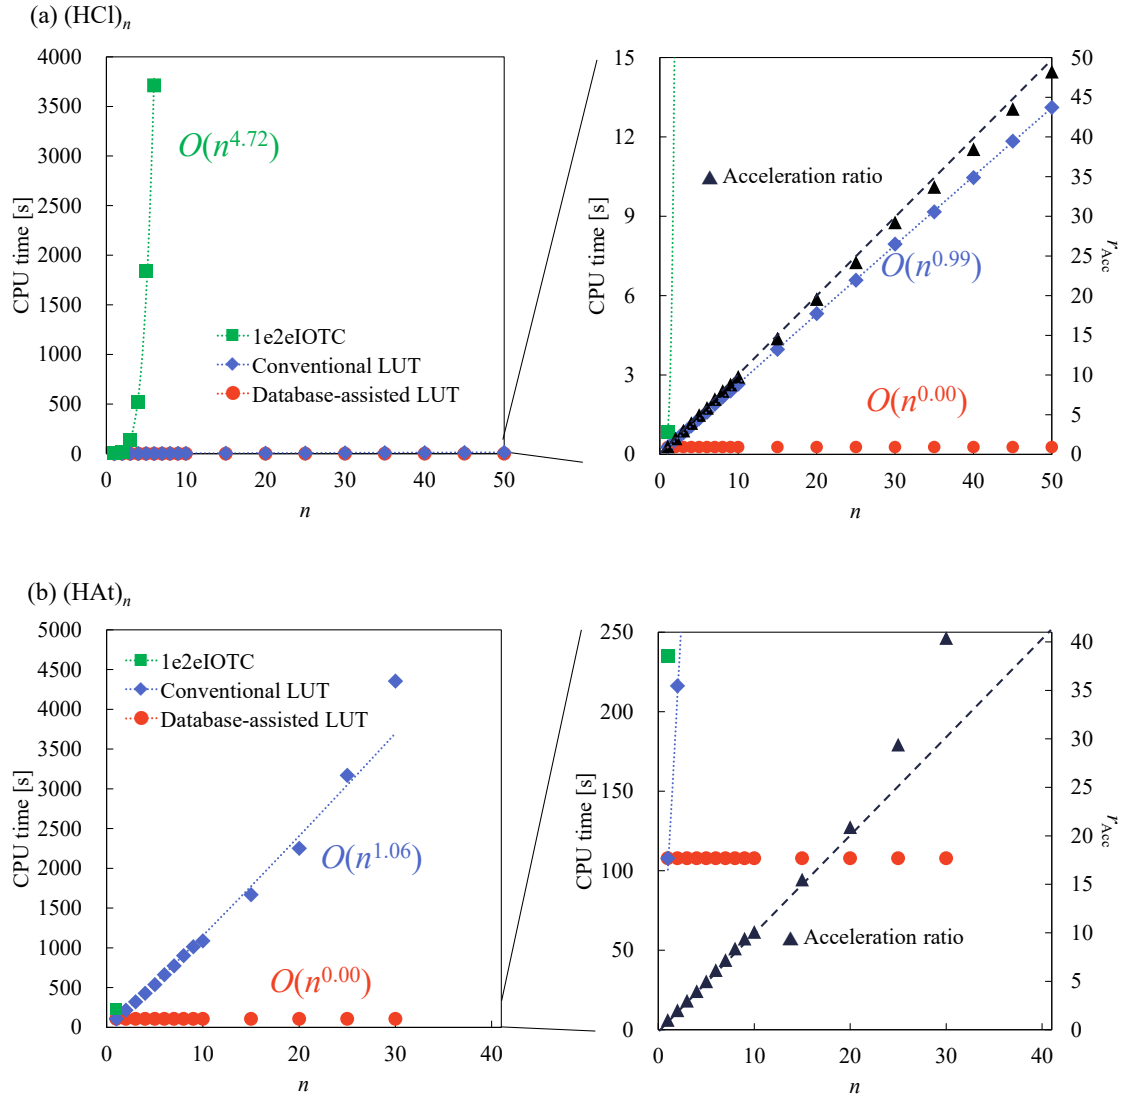 (a) (HCl)n
4000
3500
3000
2500
2000
1500
1000
500
0
0 10 20 30 40 50
CPU time [s]
n
O(n^4.72)
1e2eIOTC
Conventional LUT
Database-assisted LUT
15
12
9
6
3
0
0 10 20 30 40 50
CPU time [s]
n
50
45
40
35
30
25
20
15
10
5
0
rAcc
Acceleration ratio
O(n^0.99)
O(n^0.00)
(b) (HAt)n
5000
4500
4000
3500
3000
2500
2000
1500
1000
500
0
0 10 20 30 40
CPU time [s]
n
1e2eIOTC
Conventional LUT
Database-assisted LUT
O(n^1.06)
O(n^0.00)
250
200
150
100
50
0
0 10 20 30 40
CPU time [s]
n
40
35
30
25
20
15
10
5
0
rAcc
Acceleration ratio